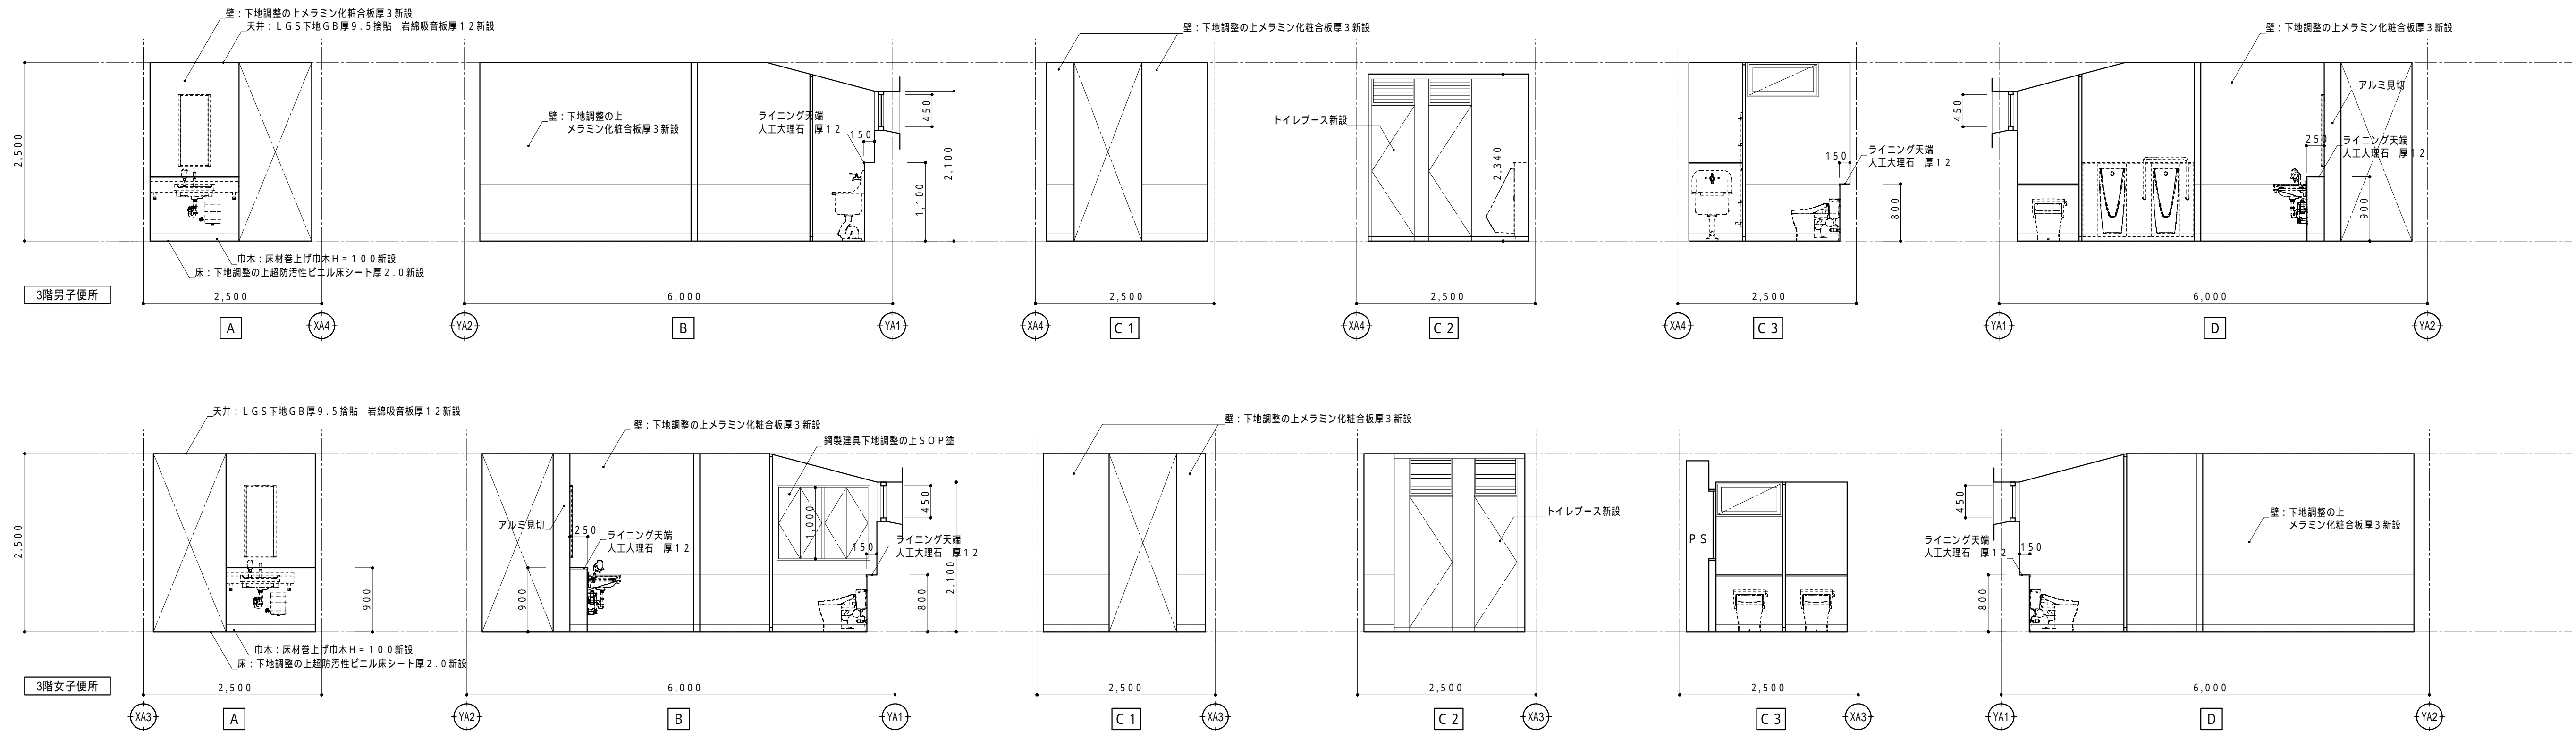 壁：下地調整の上メラミン化粧合板厚３新設
天井：ＬＧＳ下地ＧＢ厚９.５捨貼　岩綿吸音板厚１２新設
2,500
巾木：床材巻上げ巾木Ｈ＝１００新設
床：下地調整の上超防汚性ビニル床シート厚２.０新設
3階男子便所
2,500
A
XA4
壁：下地調整の上
メラミン化粧合板厚３新設
ライニング天端
人工大理石　厚１２
150
450
1,100
2,100
6,000
YA2
B
YA1
壁：下地調整の上メラミン化粧合板厚３新設
2,500
XA4
C1
トイレブース新設
2,340
2,500
XA4
C2
150
ライニング天端
人工大理石　厚１２
800
2,500
XA4
C3
壁：下地調整の上メラミン化粧合板厚３新設
450
アルミ見切
250
ライニング天端
人工大理石　厚１２
900
6,000
YA1
D
YA2
天井：ＬＧＳ下地ＧＢ厚９.５捨貼　岩綿吸音板厚１２新設
2,500
900
巾木：床材巻上げ巾木Ｈ＝１００新設
床：下地調整の上超防汚性ビニル床シート厚２.０新設
3階女子便所
2,500
XA3
A
壁：下地調整の上メラミン化粧合板厚３新設
鋼製建具下地調整の上ＳＯＰ塗
アルミ見切
250
ライニング天端
人工大理石　厚１２
900
1,000
450
150
ライニング天端
人工大理石　厚１２
800
2,100
6,000
YA2
B
YA1
壁：下地調整の上メラミン化粧合板厚３新設
2,500
C1
XA3
トイレブース新設
2,500
C2
XA3
PS
2,500
C3
XA3
450
ライニング天端
人工大理石　厚１２
150
800
壁：下地調整の上
メラミン化粧合板厚３新設
6,000
YA1
D
YA2